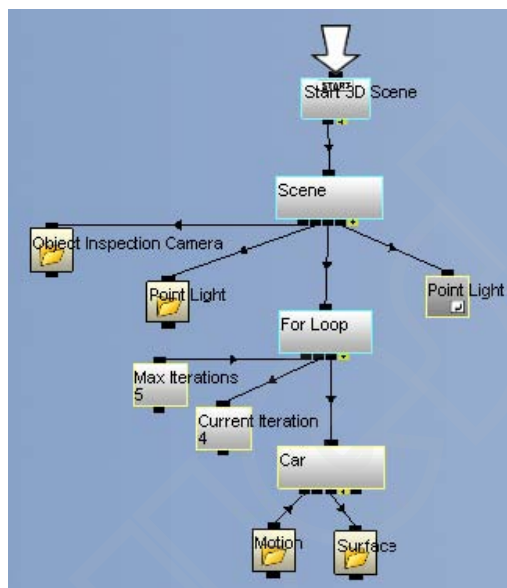 START
Start 3D Scene
Scene
Object Inspection Camera
Point Light
Point Light
For Loop
Max Iterations
5
Current Iteration
4
Car
Motion
Surface